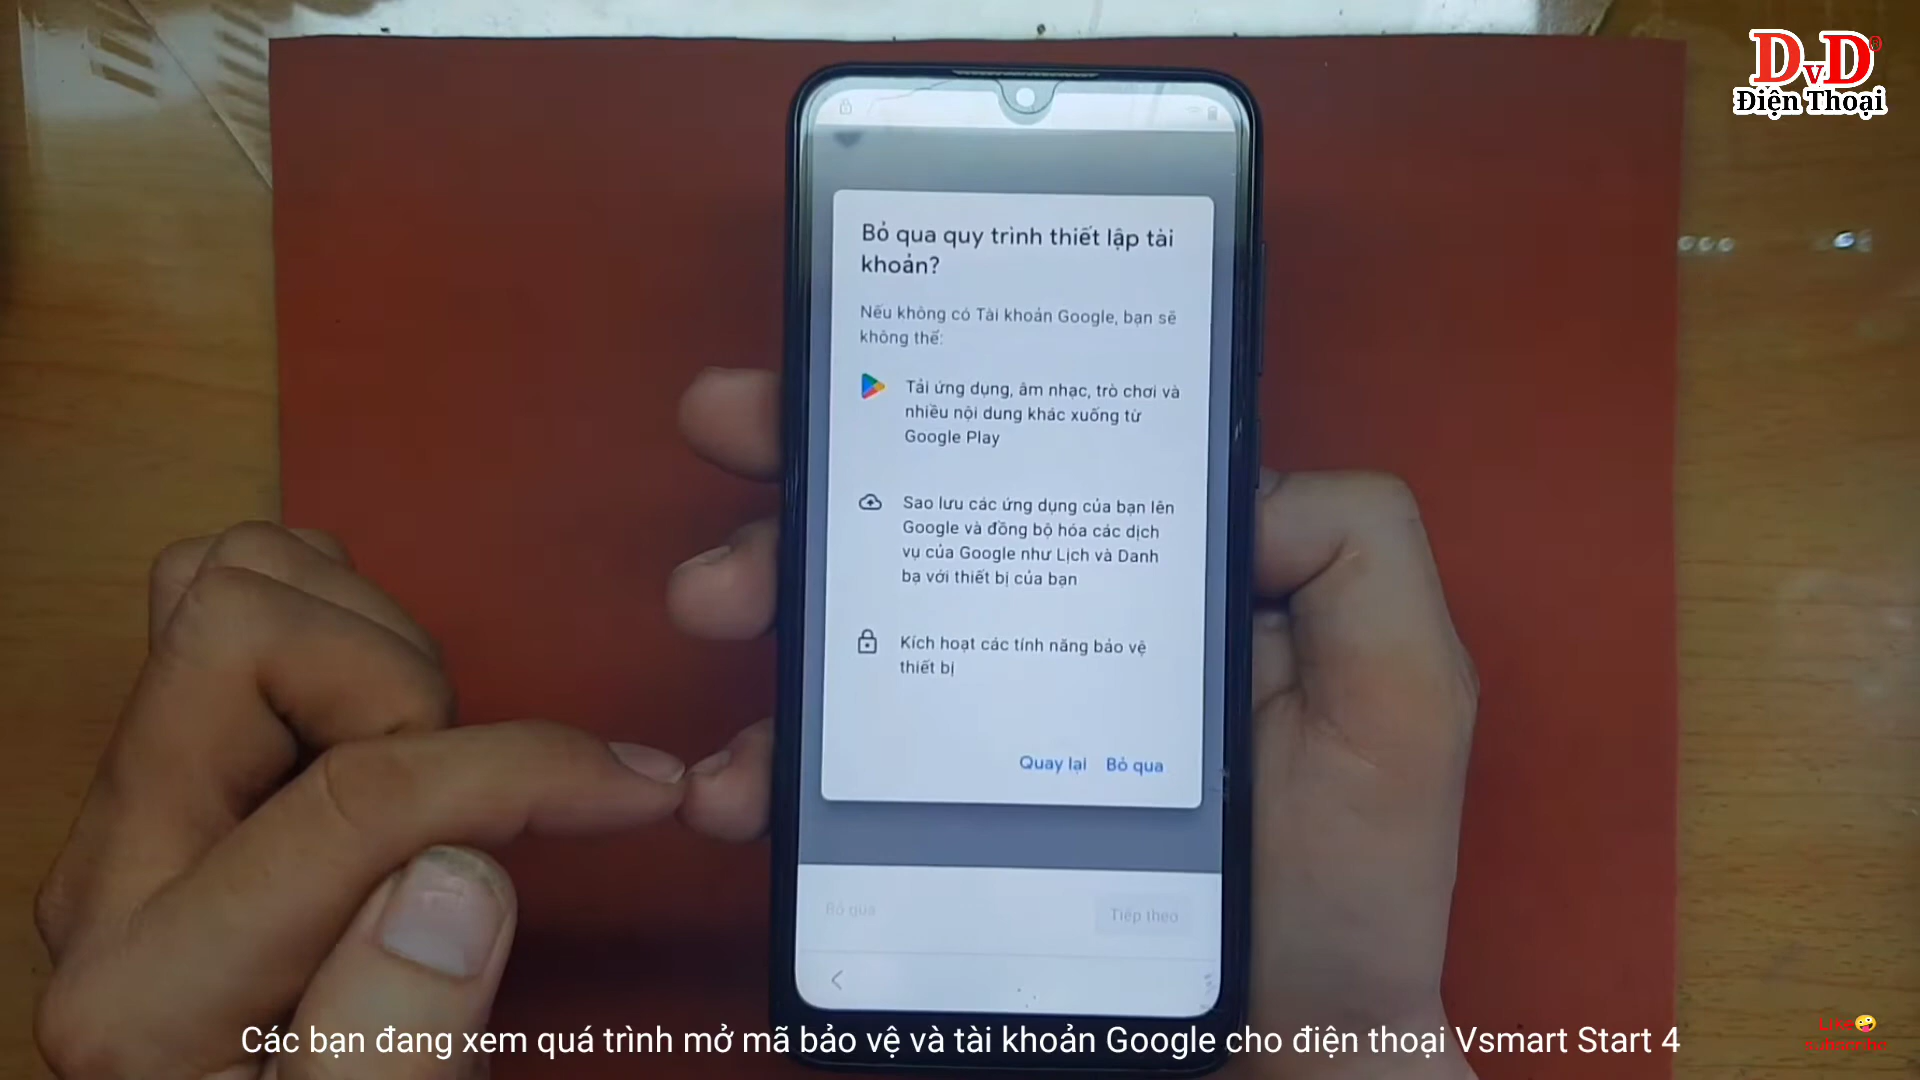 DvD®
Điện Thoại
Bỏ qua quy trình thiết lập tài
khoản?
Nếu không có Tài khoản Google, bạn sẽ
không thể:
Tải ứng dụng, âm nhạc, trò chơi và
nhiều nội dung khác xuống từ
Google Play
Sao lưu các ứng dụng của bạn lên
Google và đồng bộ hóa các dịch
vụ của Google như Lịch và Danh
bạ với thiết bị của bạn
Kích hoạt các tính năng bảo vệ
thiết bị
Quay lại Bỏ qua
Bỏ qua Tiếp theo
Các bạn đang xem quá trình mở mã bảo vệ và tài khoản Google cho điện thoại Vsmart Start 4
Like
subscribe